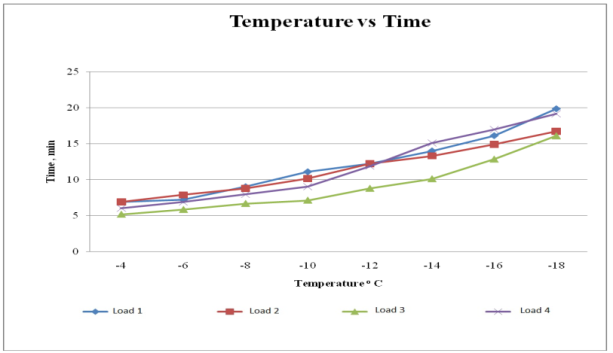 Temperature vs Time
25
20
15
10
5
0
Time, min
-4 -6 -8 -10 -12 -14 -16 -18
Temperature ° C
Load 1 Load 2 Load 3 Load 4